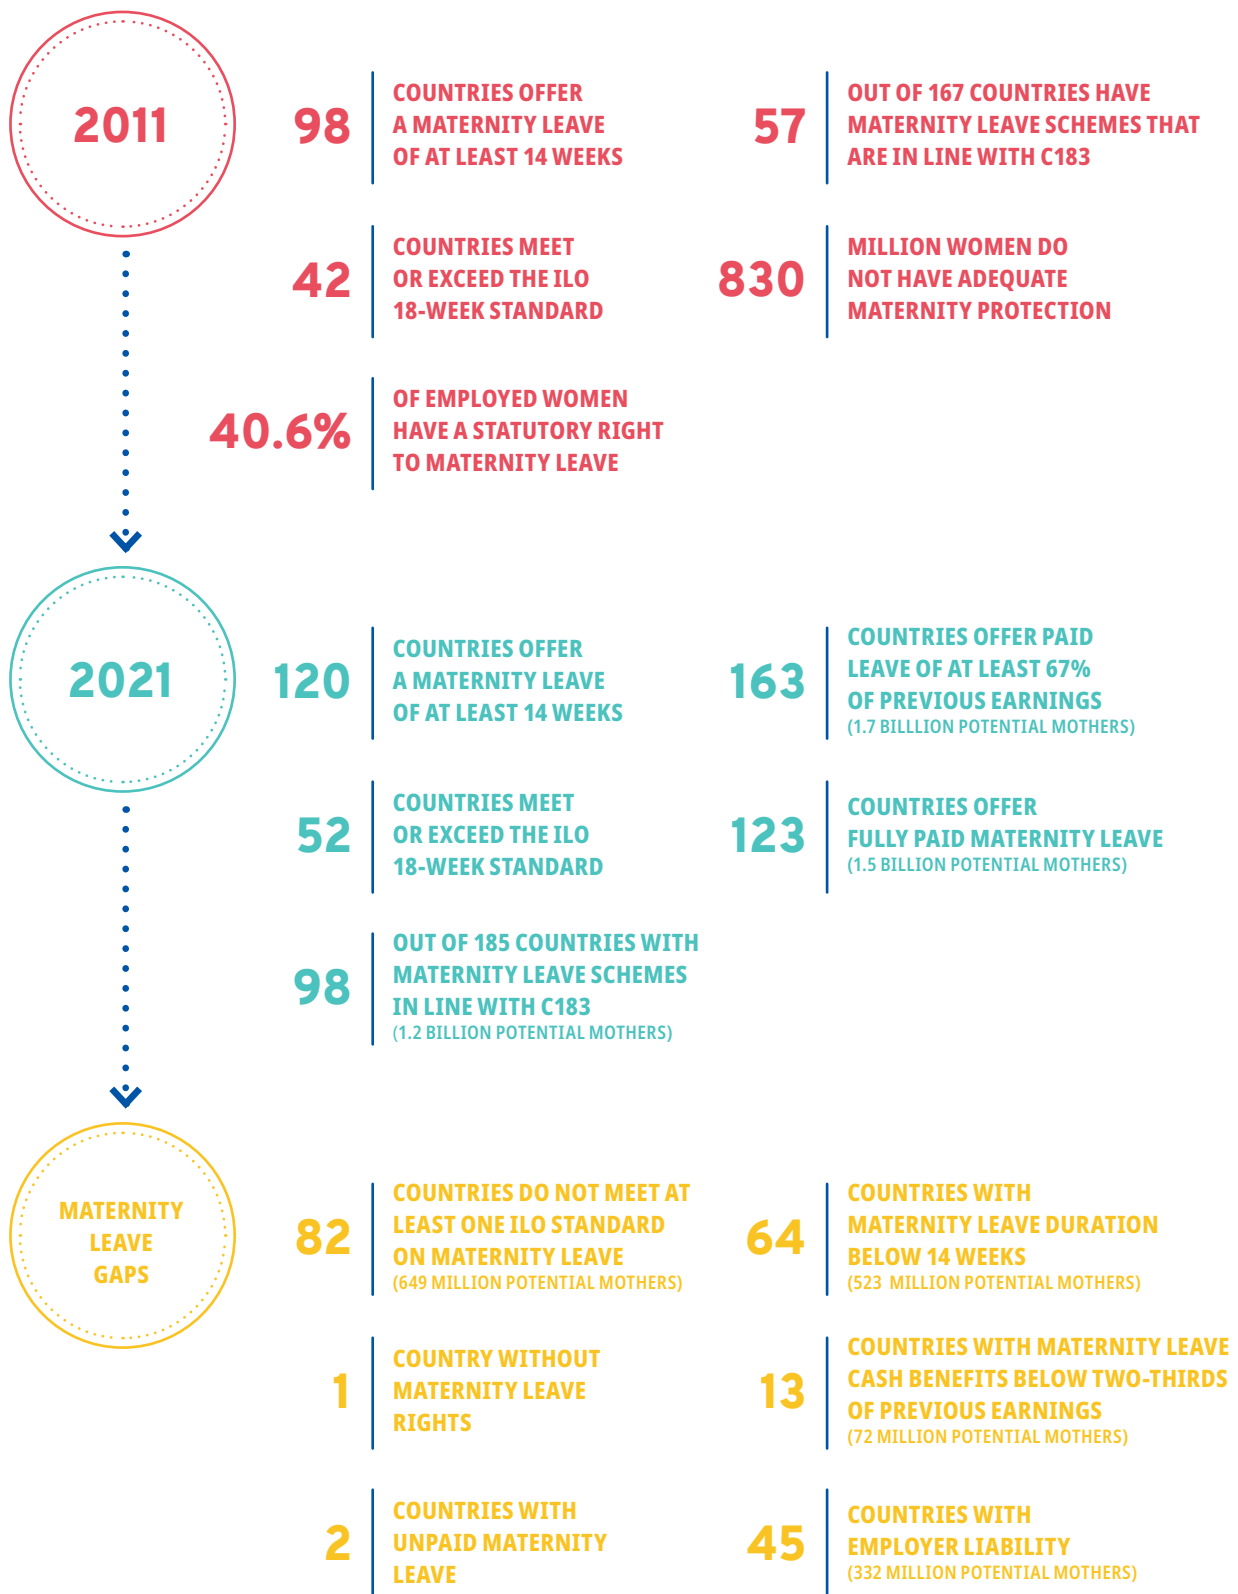 2011
98
COUNTRIES OFFER
A MATERNITY LEAVE
OF AT LEAST 14 WEEKS
57
OUT OF 167 COUNTRIES HAVE
MATERNITY LEAVE SCHEMES THAT
ARE IN LINE WITH C183
42
COUNTRIES MEET
OR EXCEED THE ILO
18-WEEK STANDARD
830
MILLION WOMEN DO
NOT HAVE ADEQUATE
MATERNITY PROTECTION
40.6%
OF EMPLOYED WOMEN
HAVE A STATUTORY RIGHT
TO MATERNITY LEAVE
2021
120
COUNTRIES OFFER
A MATERNITY LEAVE
OF AT LEAST 14 WEEKS
163
COUNTRIES OFFER PAID
LEAVE OF AT LEAST 67%
OF PREVIOUS EARNINGS
(1.7 BILLLION POTENTIAL MOTHERS)
52
COUNTRIES MEET
OR EXCEED THE ILO
18-WEEK STANDARD
123
COUNTRIES OFFER
FULLY PAID MATERNITY LEAVE
(1.5 BILLION POTENTIAL MOTHERS)
98
OUT OF 185 COUNTRIES WITH
MATERNITY LEAVE SCHEMES
IN LINE WITH C183
(1.2 BILLION POTENTIAL MOTHERS)
MATERNITY
LEAVE
GAPS
82
COUNTRIES DO NOT MEET AT
LEAST ONE ILO STANDARD
ON MATERNITY LEAVE
(649 MILLION POTENTIAL MOTHERS)
64
COUNTRIES WITH
MATERNITY LEAVE DURATION
BELOW 14 WEEKS
(523 MILLION POTENTIAL MOTHERS)
1
COUNTRY WITHOUT
MATERNITY LEAVE
RIGHTS
13
COUNTRIES WITH MATERNITY LEAVE
CASH BENEFITS BELOW TWO-THIRDS
OF PREVIOUS EARNINGS
(72 MILLION POTENTIAL MOTHERS)
2
COUNTRIES WITH
UNPAID MATERNITY
LEAVE
45
COUNTRIES WITH
EMPLOYER LIABILITY
(332 MILLION POTENTIAL MOTHERS)